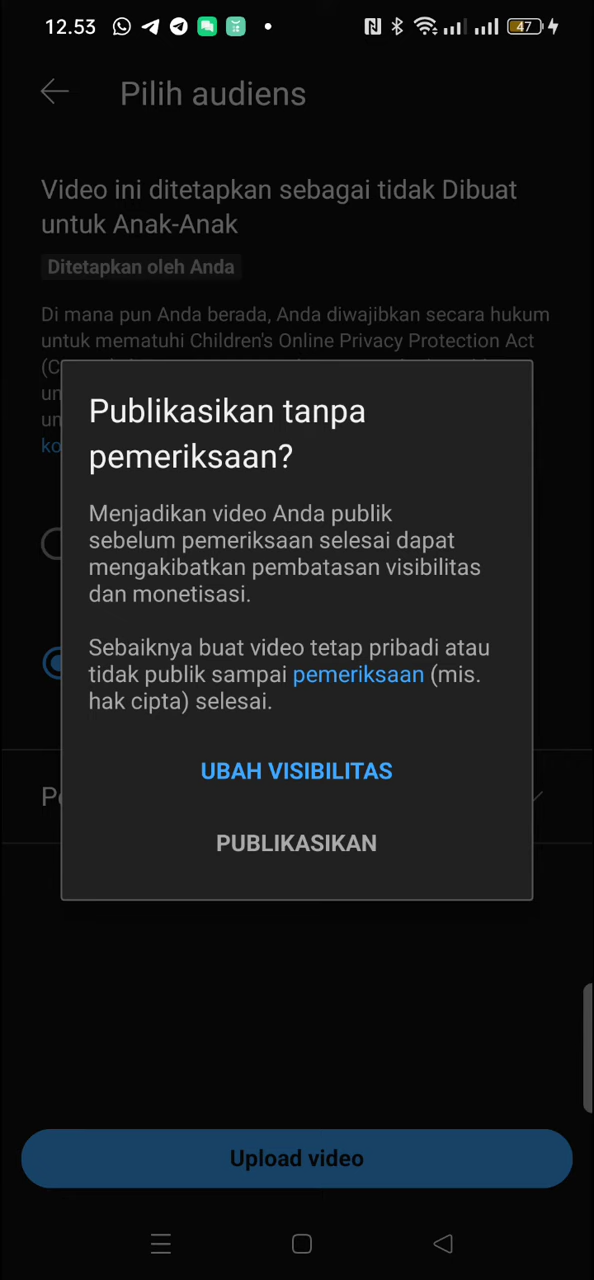 12.53
47
Pilih audiens
Video ini ditetapkan sebagai tidak Dibuat
untuk Anak-Anak
Ditetapkan oleh Anda
Di mana pun Anda berada, Anda diwajibkan secara hukum
untuk mematuhi Children's Online Privacy Protection Act
Publikasikan tanpa
pemeriksaan?
Menjadikan video Anda publik
sebelum pemeriksaan selesai dapat
mengakibatkan pembatasan visibilitas
dan monetisasi.
Sebaiknya buat video tetap pribadi atau
tidak publik sampai pemeriksaan (mis.
hak cipta) selesai.
UBAH VISIBILITAS
PUBLIKASIKAN
Upload video